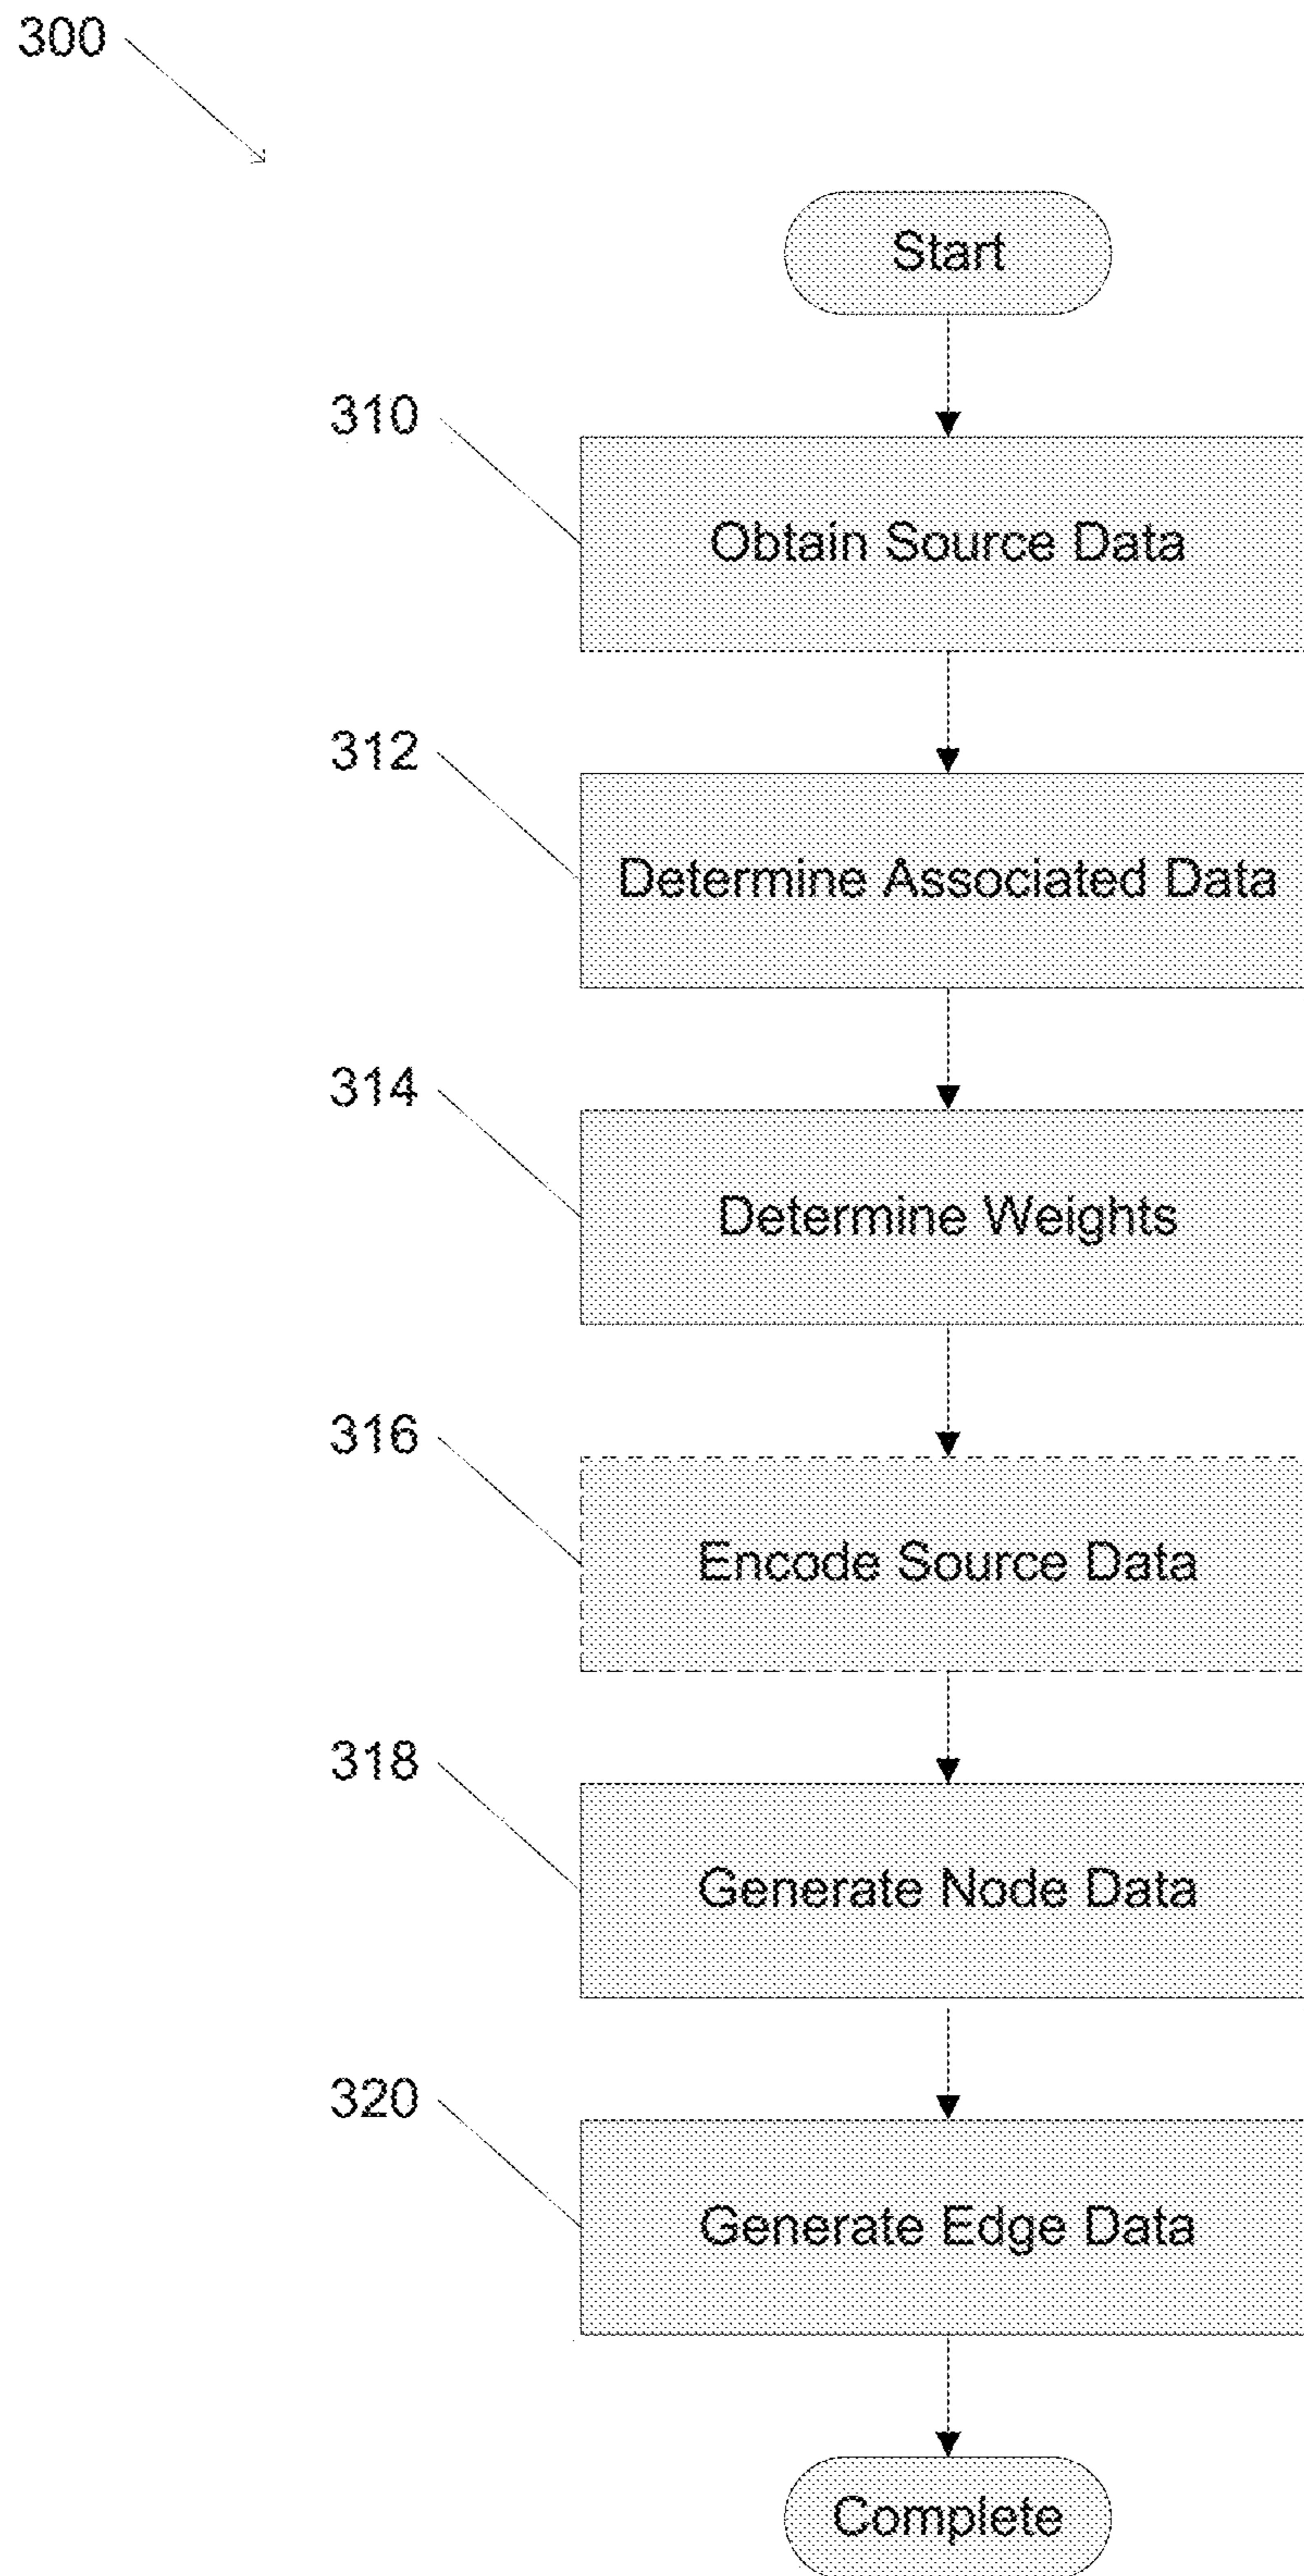 300
Start
310
Obtain Source Data
312
Determine Associated Data
314
Determine Weights
316
Encode Source Data
318
Generate Node Data
320
Generate Edge Data
Complete